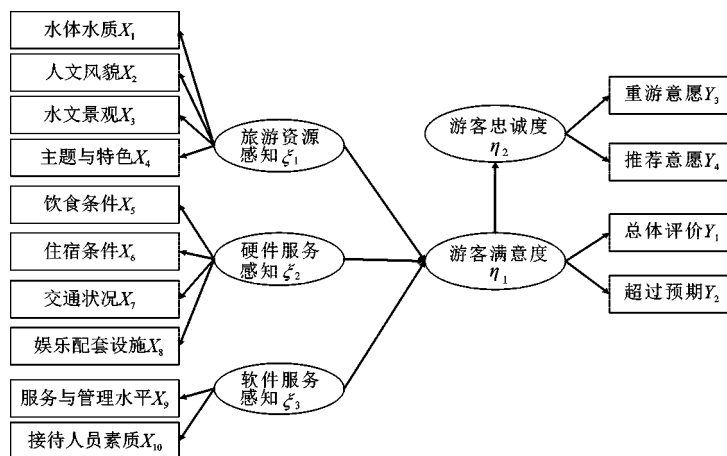 水体水质X₁
人文风貌X₂
水文景观X₃
主题与特色X₄
饮食条件X₅
住宿条件X₆
交通状况X₇
娱乐配套设施X₈
服务与管理水平X₉
接待人员素质X₁₀
旅游资源
感知ξ₁
硬件服务
感知ξ₂
软件服务
感知ξ₃
游客忠诚度
η₂
游客满意度
η₁
重游意愿Y₃
推荐意愿Y₄
总体评价Y₁
超过预期Y₂